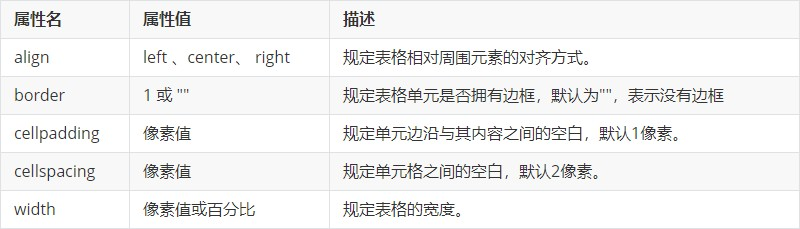 属性名 属性值 描述
align left 、center、 right 规定表格相对周围元素的对齐方式。
border 1 或 "" 规定表格单元是否拥有边框，默认为""，表示没有边框
cellpadding 像素值 规定单元边沿与其内容之间的空白，默认1像素。
cellspacing 像素值 规定单元格之间的空白，默认2像素。
width 像素值或百分比 规定表格的宽度。